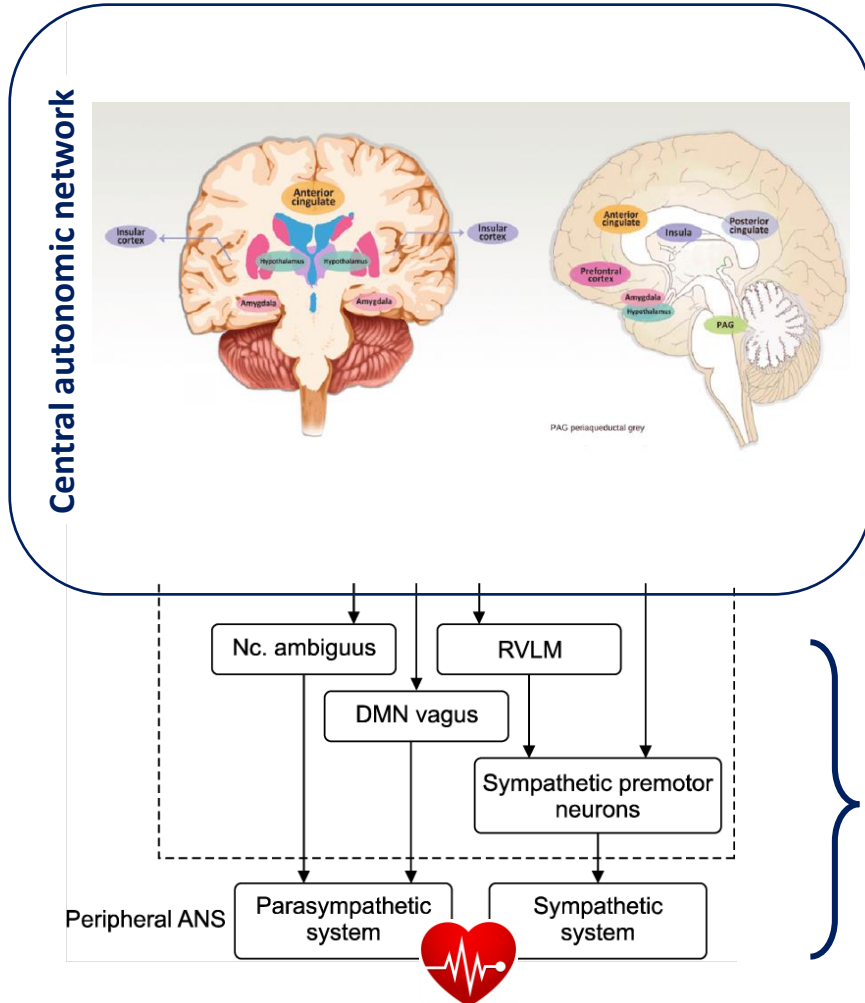 Central autonomic network
Anterior
cingulate
Insular
cortex
Insular
cortex
Hypothalamus
Hypothalamus
Amygdala
Amygdala
Anterior
cingulate
Insula
Posterior
cingulate
Prefontral
cortex
Amygdala
Hypothalamus
PAG
PAG periaqueductal grey
Nc. ambiguus
RVLM
DMN vagus
Sympathetic premotor
neurons
Peripheral ANS
Parasympathetic
system
Sympathetic
system